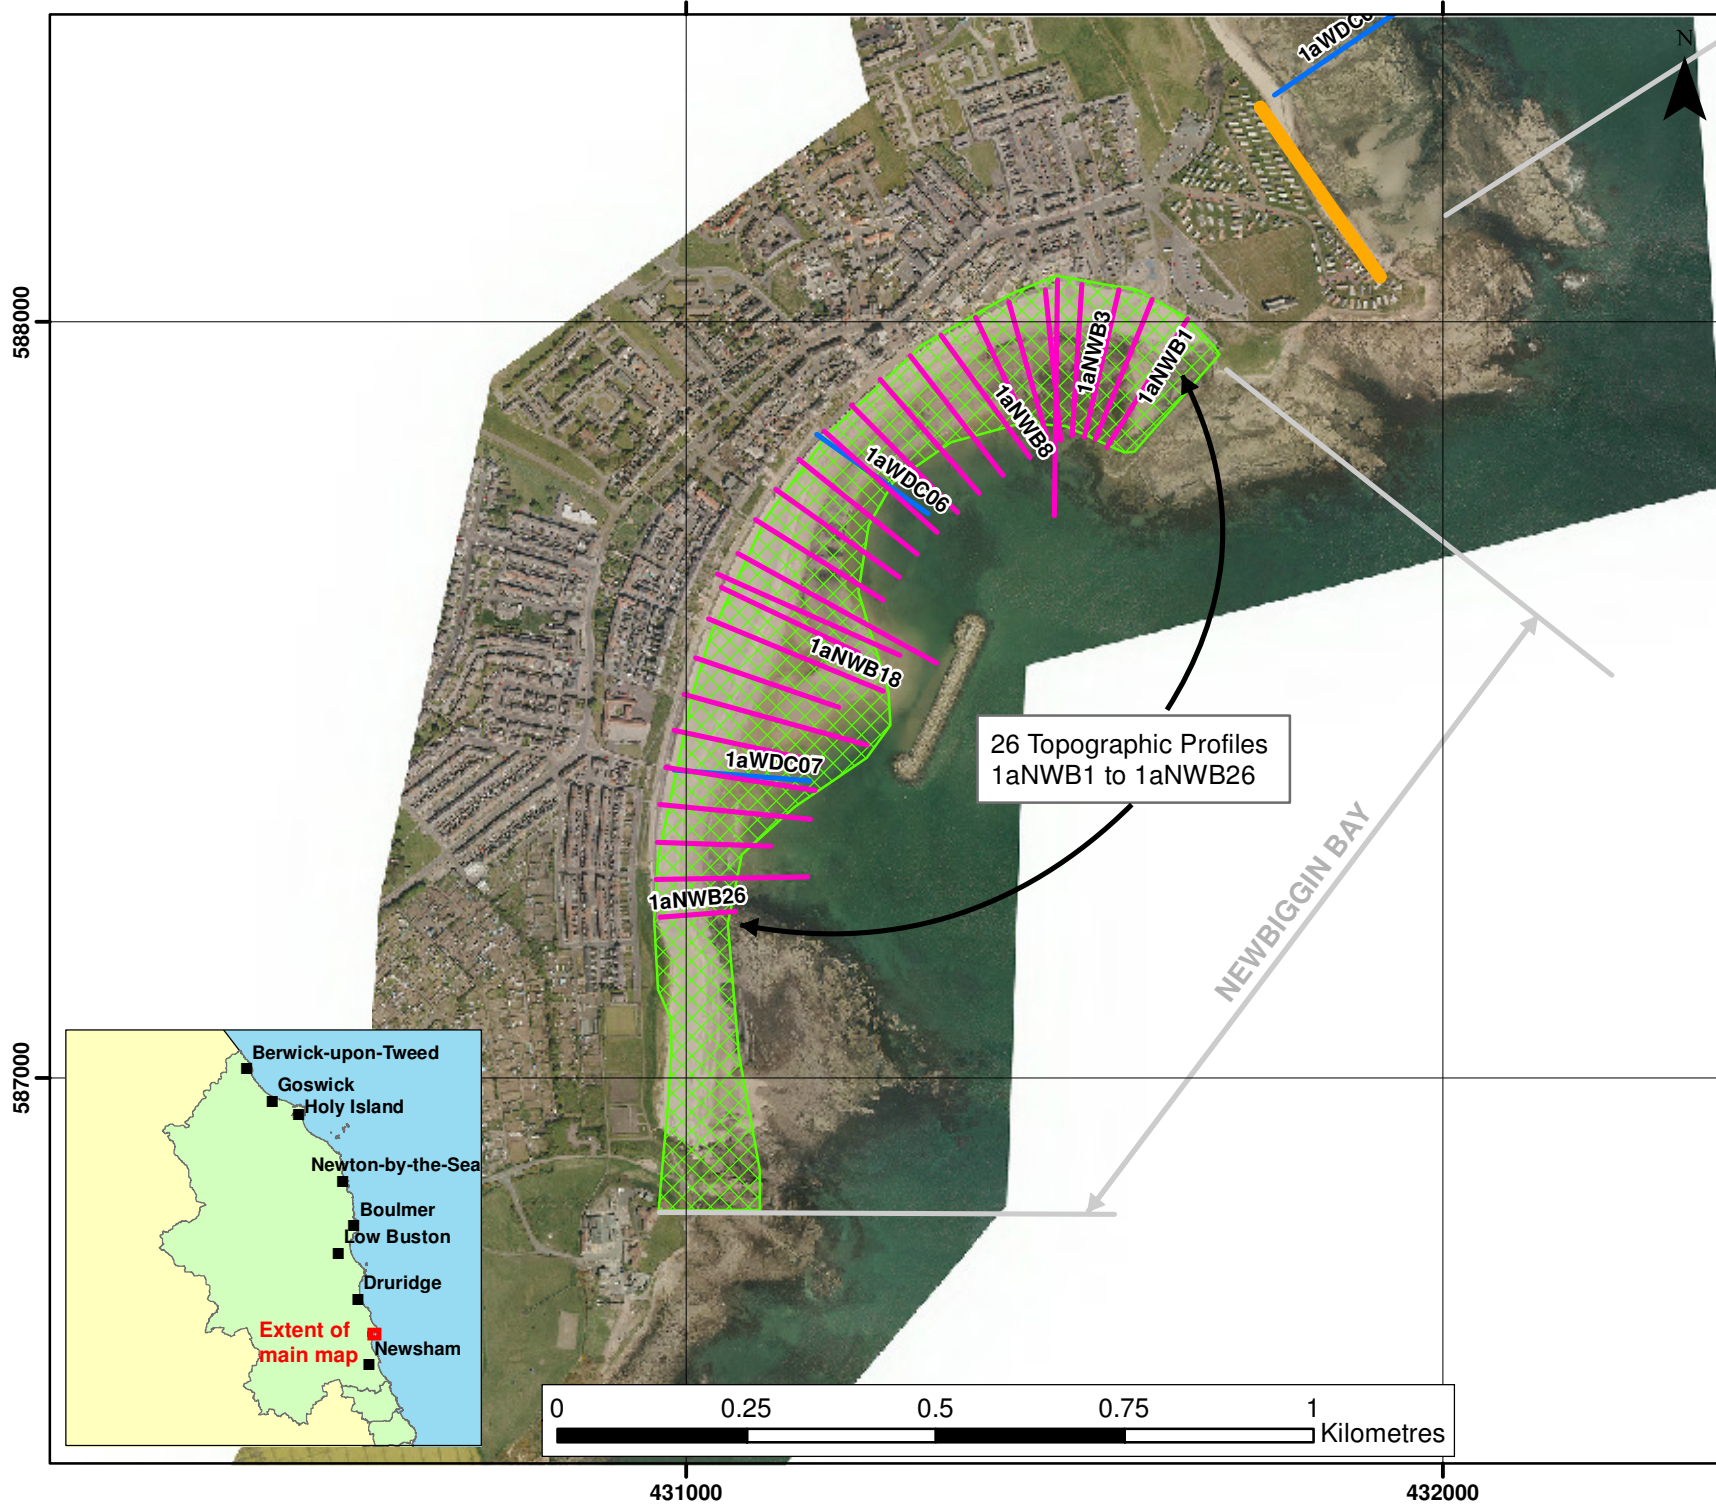 N
1aWDC0
588000
1aNWB3
1aNWB1
1aNWB8
1aWDC06
1aNWB18
26 Topographic Profiles
1aNWB1 to 1aNWB26
1aWDC07
NEWBIGGIN BAY
1aNWB26
587000
Berwick-upon-Tweed
Goswick
Holy Island
Newton-by-the-Sea
Boulmer
Low Buston
Druridge
Extent of
main map
Newsham
0 0.25 0.5 0.75 1
Kilometres
431000 432000